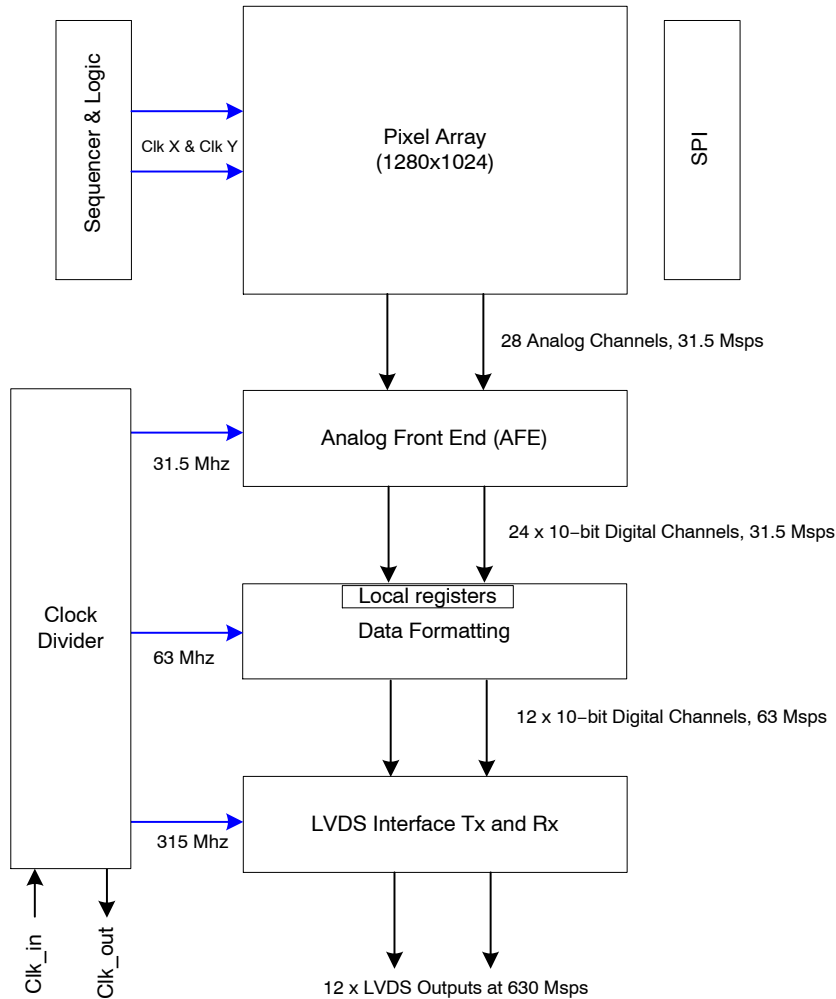 Sequencer & Logic
Clk X & Clk Y
Pixel Array
(1280x1024)
SPI
28 Analog Channels, 31.5 Msps
Analog Front End (AFE)
31.5 Mhz
24 x 10−bit Digital Channels, 31.5 Msps
Clock
Divider
Local registers
Data Formatting
63 Mhz
12 x 10−bit Digital Channels, 63 Msps
LVDS Interface Tx and Rx
315 Mhz
Clk_in
Clk_out
12 x LVDS Outputs at 630 Msps